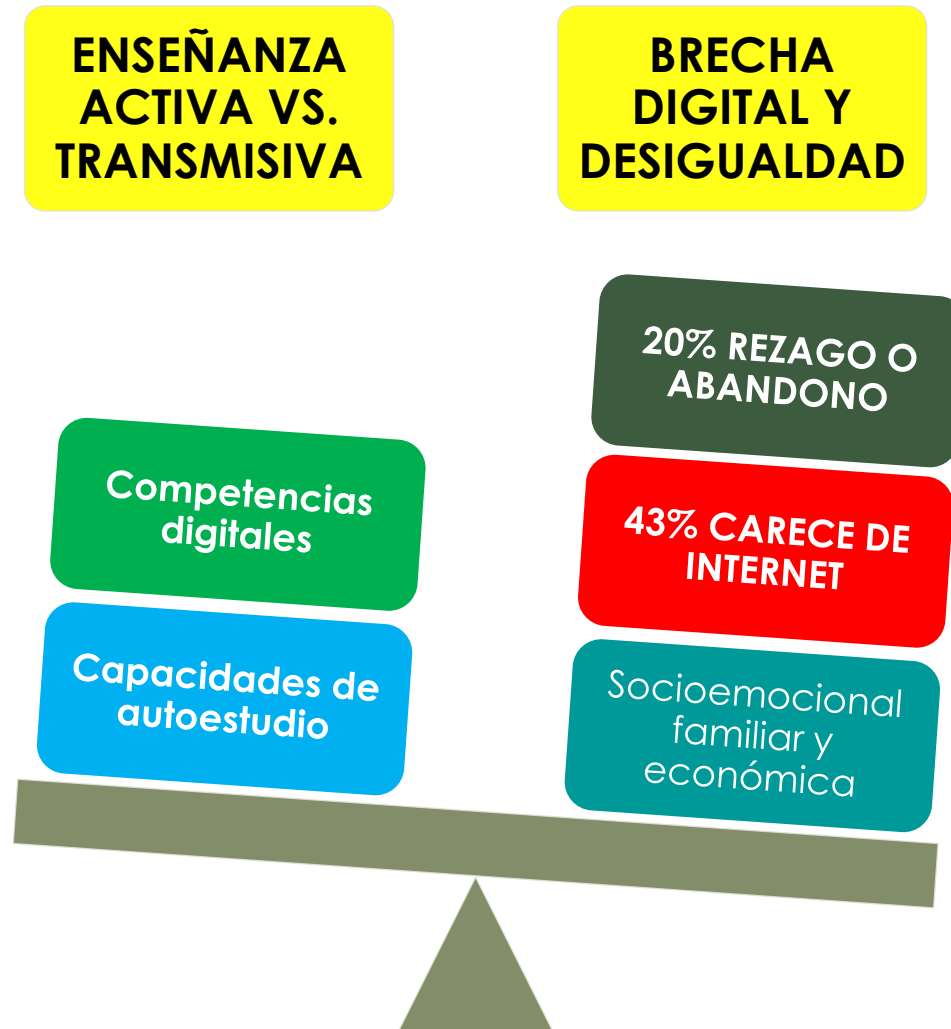 ENSEÑANZA
ACTIVA VS.
TRANSMISIVA
BRECHA
DIGITAL Y
DESIGUALDAD
Competencias
digitales
Capacidades de
autoestudio
20% REZAGO O
ABANDONO
43% CARECE DE
INTERNET
Socioemocional
familiar y
económica